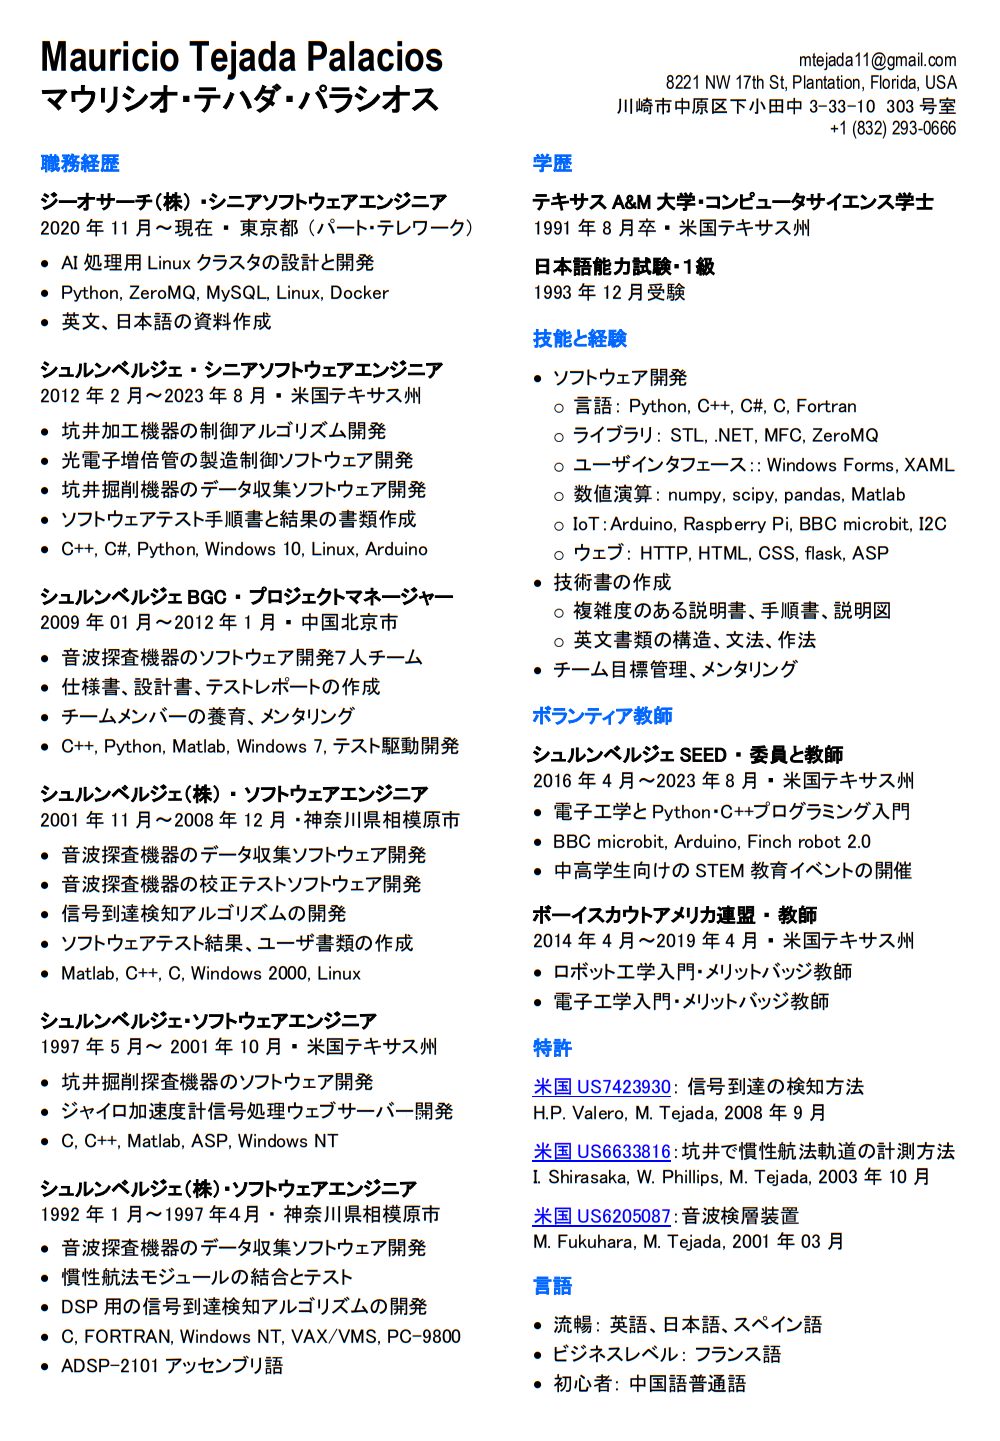 Mauricio Tejada Palacios
マウリシオ・テハダ・パラシオス
mtejada11@gmail.com
8221 NW 17th St, Plantation, Florida, USA
川崎市中原区下小田中 3-33-10 303 号室
+1 (832) 293-0666
職務経歴
ジーオサーチ（株） ・シニアソフトウェアエンジニア
2020 年 11 月～現在 ▪ 東京都 （パート・テレワーク）
• AI 処理用 Linux クラスタの設計と開発
• Python, ZeroMQ, MySQL, Linux, Docker
• 英文、日本語の資料作成
シュルンベルジェ ▪ シニアソフトウェアエンジニア
2012 年 2 月～2023 年 8 月 ▪ 米国テキサス州
• 坑井加工機器の制御アルゴリズム開発
• 光電子増倍管の製造制御ソフトウェア開発
• 坑井掘削機器のデータ収集ソフトウェア開発
• ソフトウェアテスト手順書と結果の書類作成
• C++, C#, Python, Windows 10, Linux, Arduino
シュルンベルジェ BGC ▪ プロジェクトマネージャー
2009 年 01 月～2012 年 1 月 ▪ 中国北京市
• 音波探査機器のソフトウェア開発７人チーム
• 仕様書、設計書、テストレポートの作成
• チームメンバーの養育、メンタリング
• C++, Python, Matlab, Windows 7, テスト駆動開発
シュルンベルジェ（株） ▪ ソフトウェアエンジニア
2001 年 11 月～2008 年 12 月 ・神奈川県相模原市
• 音波探査機器のデータ収集ソフトウェア開発
• 音波探査機器の校正テストソフトウェア開発
• 信号到達検知アルゴリズムの開発
• ソフトウェアテスト結果、ユーザ書類の作成
• Matlab, C++, C, Windows 2000, Linux
シュルンベルジェ・ソフトウェアエンジニア
1997 年 5 月～ 2001 年 10 月 ▪ 米国テキサス州
• 坑井掘削探査機器のソフトウェア開発
• ジャイロ加速度計信号処理ウェブサーバー開発
• C, C++, Matlab, ASP, Windows NT
シュルンベルジェ（株）・ソフトウェアエンジニア
1992 年 1 月～1997 年４月 ・ 神奈川県相模原市
• 音波探査機器のデータ収集ソフトウェア開発
• 慣性航法モジュールの結合とテスト
• DSP 用の信号到達検知アルゴリズムの開発
• C, FORTRAN, Windows NT, VAX/VMS, PC-9800
• ADSP-2101 アッセンブリ語
学歴
テキサス A&M 大学・コンピュータサイエンス学士
1991 年 8 月卒 ▪ 米国テキサス州
日本語能力試験・１級
1993 年 12 月受験
技能と経験
• ソフトウェア開発
○ 言語： Python, C++, C#, C, Fortran
○ ライブラリ： STL, .NET, MFC, ZeroMQ
○ ユーザインタフェース：: Windows Forms, XAML
○ 数値演算： numpy, scipy, pandas, Matlab
○ IoT：Arduino, Raspberry Pi, BBC microbit, I2C
○ ウェブ： HTTP, HTML, CSS, flask, ASP
• 技術書の作成
○ 複雑度のある説明書、手順書、説明図
○ 英文書類の構造、文法、作法
• チーム目標管理、メンタリング
ボランティア教師
シュルンベルジェ SEED ▪ 委員と教師
2016 年 4 月～2023 年 8 月 ▪ 米国テキサス州
• 電子工学と Python・C++プログラミング入門
• BBC microbit, Arduino, Finch robot 2.0
• 中高学生向けの STEM 教育イベントの開催
ボーイスカウトアメリカ連盟 ▪ 教師
2014 年 4 月～2019 年 4 月 ▪ 米国テキサス州
• ロボット工学入門・メリットバッジ教師
• 電子工学入門・メリットバッジ教師
特許
米国 US7423930： 信号到達の検知方法
H.P. Valero, M. Tejada, 2008 年 9 月
米国 US6633816：坑井で慣性航法軌道の計測方法
I. Shirasaka, W. Phillips, M. Tejada, 2003 年 10 月
米国 US6205087：音波検層装置
M. Fukuhara, M. Tejada, 2001 年 03 月
言語
• 流暢： 英語、日本語、スペイン語
• ビジネスレベル： フランス語
• 初心者： 中国語普通語